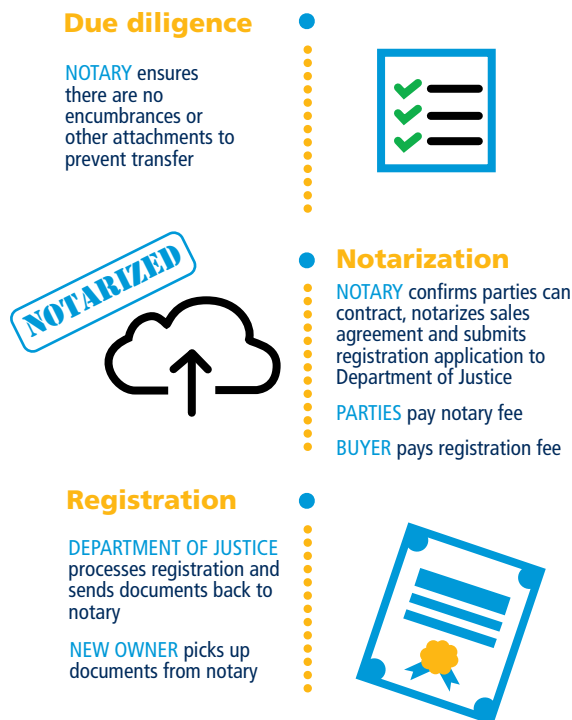 Due diligence
NOTARY ensures
there are no
encumbrances or
other attachments to
prevent transfer
NOTARIZED
Notarization
NOTARY confirms parties can
contract, notarizes sales
agreement and submits
registration application to
Department of Justice
PARTIES pay notary fee
BUYER pays registration fee
Registration
DEPARTMENT OF JUSTICE
processes registration and
sends documents back to
notary
NEW OWNER picks up
documents from notary